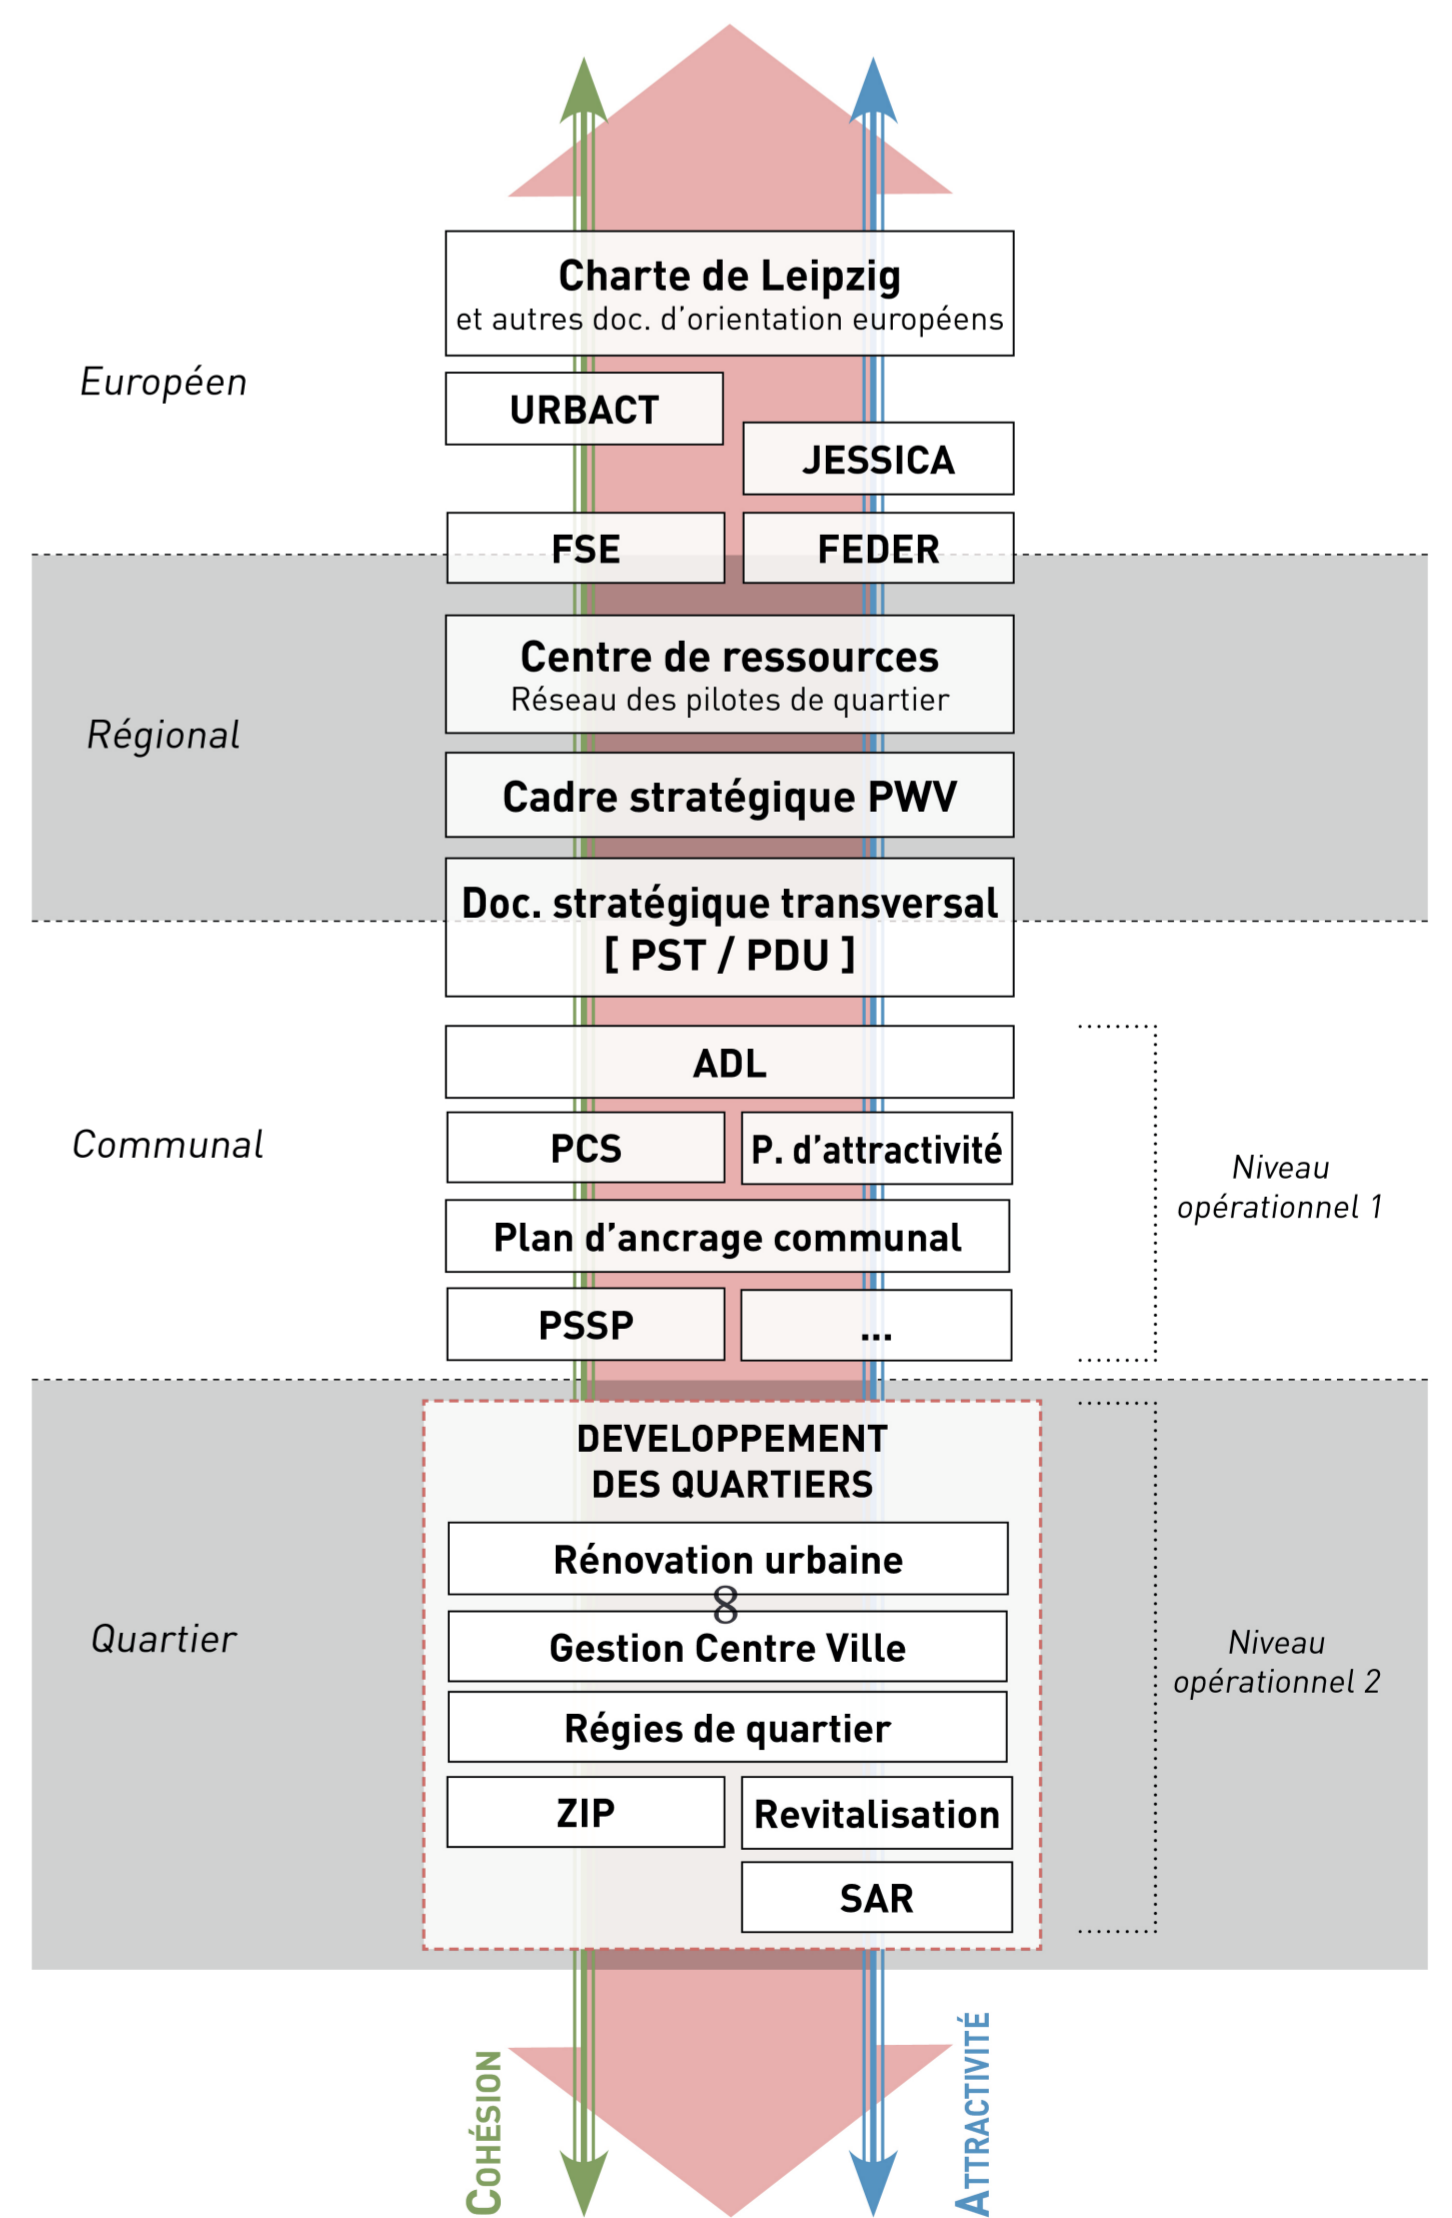 Charte de Leipzig
et autres doc. d'orientation européens
Européen
URBACT
JESSICA
FSE
FEDER
Centre de ressources
Réseau des pilotes de quartier
Régional
Cadre stratégique PWV
Doc. stratégique transversal
[ PST / PDU ]
ADL
Communal
PCS
P. d'attractivité
Niveau
opérationnel 1
Plan d'ancrage communal
PSSP
...
DEVELOPPEMENT
DES QUARTIERS
Rénovation urbaine
8
Quartier
Gestion Centre Ville
Niveau
opérationnel 2
Régies de quartier
ZIP
Revitalisation
SAR
COHÉSION
ATTRACTIVITÉ